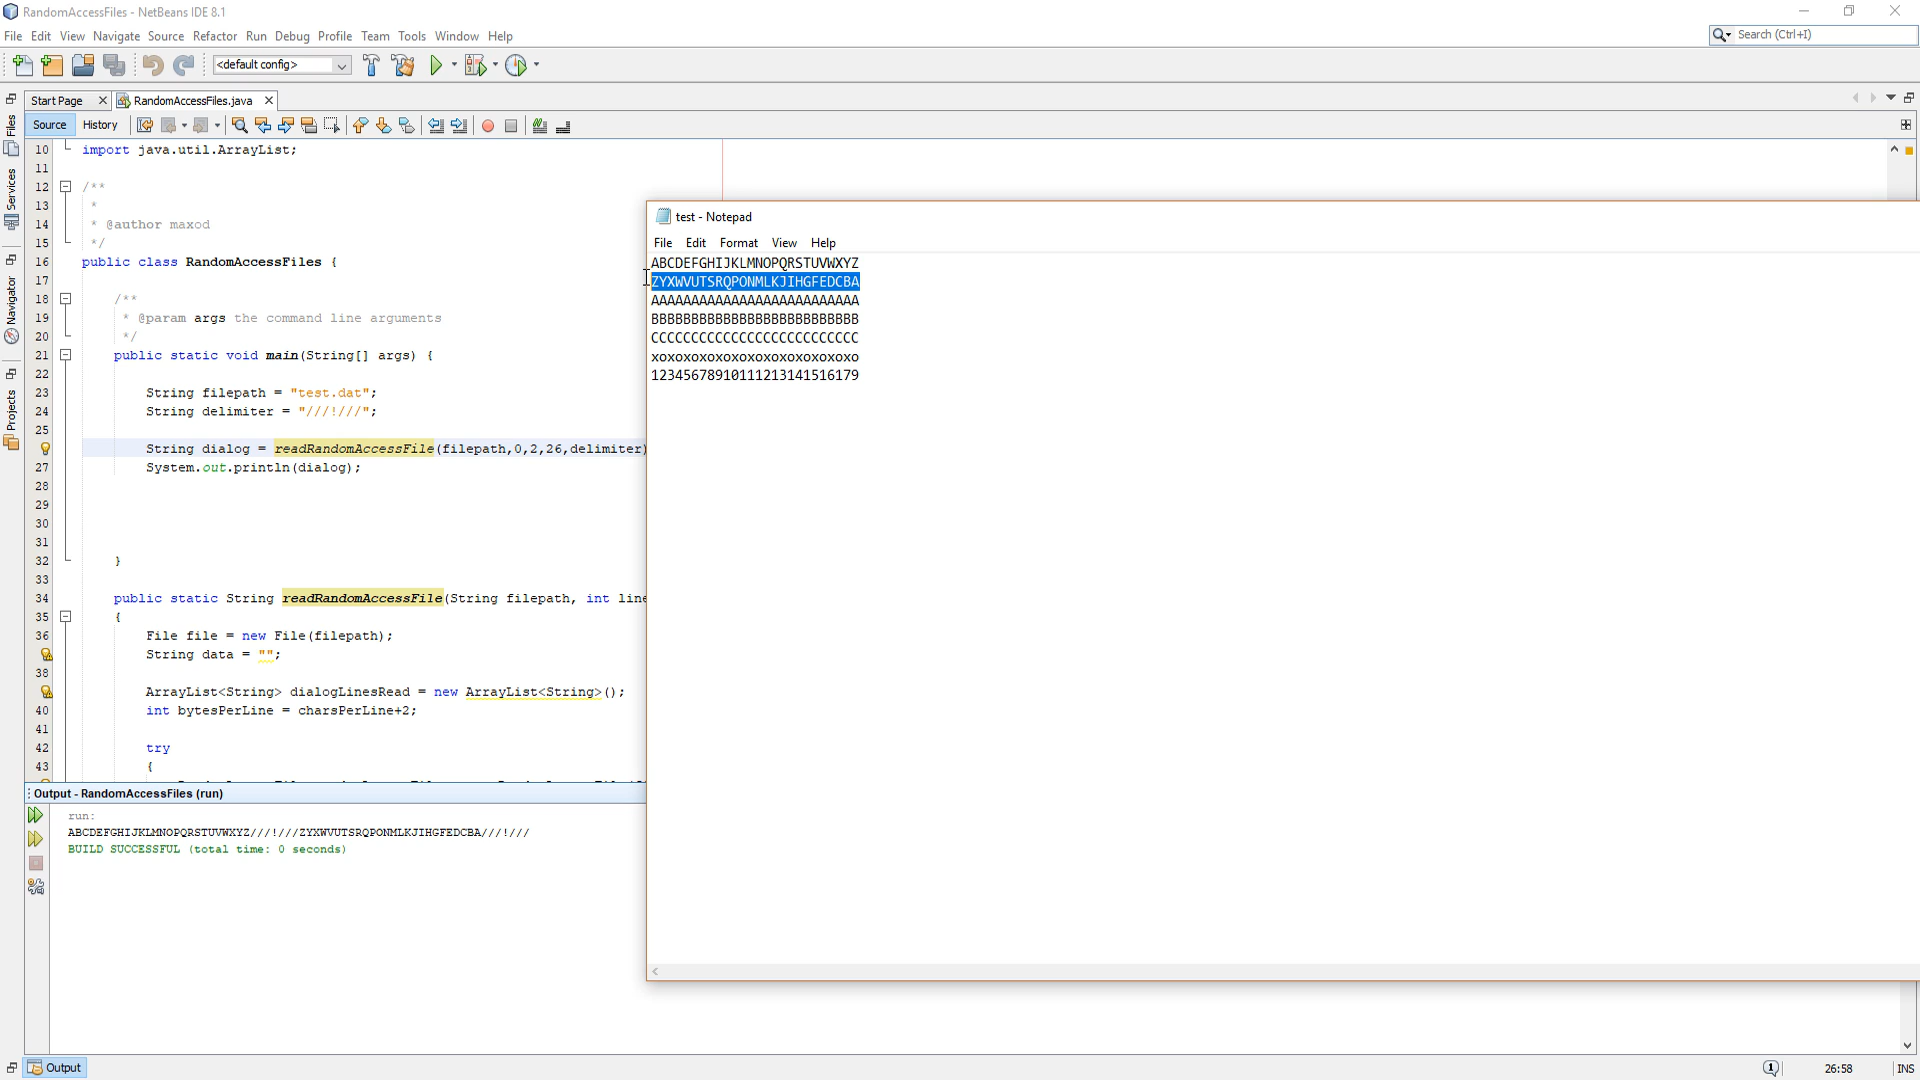 RandomAccessFiles - NetBeans IDE 8.1
File Edit View Navigate Source Refactor Run Debug Profile Team Tools Window Help
Search (Ctrl+I)
<default config>
Start Page RandomAccessFiles.java
Source History
Files
Services
Navigator
Projects
10 import java.util.ArrayList;
11
12 /**
13 *
14 * @author maxod
15 */
16 public class RandomAccessFiles {
17
18 /**
19 * @param args the command line arguments
20 */
21 public static void main(String[] args) {
22
23 String filepath = "test.dat";
24 String delimiter = "///!///";
25
String dialog = readRandomAccessFile(filepath,0,2,26,delimiter)
27 System.out.println(dialog);
28
29
30
31
32 }
33
34 public static String readRandomAccessFile(String filepath, int line
35 {
36 File file = new File(filepath);
String data = "";
38
ArrayList<String> dialogLinesRead = new ArrayList<String>();
40 int bytesPerLine = charsPerLine+2;
41
42 try
43 {
test - Notepad
File Edit Format View Help
ABCDEFGHIJKLMNOPQRSTUVWXYZ
ZYXWVUTSRQPONMLKJIHGFEDCBA
AAAAAAAAAAAAAAAAAAAAAAAAAA
BBBBBBBBBBBBBBBBBBBBBBBBBB
CCCCCCCCCCCCCCCCCCCCCCCCCC
xoxoxoxoxoxoxoxoxoxoxoxoxo
12345678910111213141516179
Output - RandomAccessFiles (run)
run:
ABCDEFGHIJKLMNOPQRSTUVWXYZ///!///ZYXWVUTSRQPONMLKJIHGFEDCBA///!///
BUILD SUCCESSFUL (total time: 0 seconds)
Output
1
26:58
INS